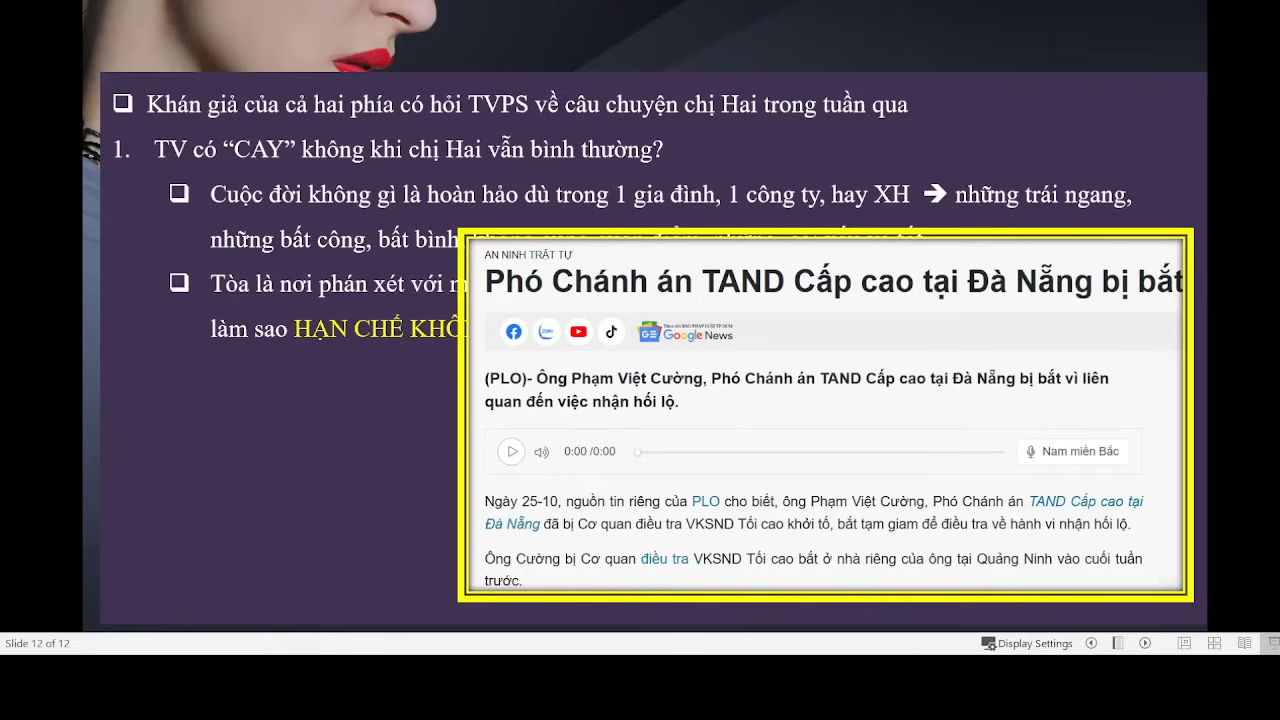 Khán giả của cả hai phía có hỏi TVPS về câu chuyện chị Hai trong tuần qua
1. TV có “CAY” không khi chị Hai vẫn bình thường?
Cuộc đời không gì là hoàn hảo dù trong 1 gia đình, 1 công ty, hay XH ➔ những trái ngang,
những bất công, bất bình
Tòa là nơi phán xét với
làm sao HẠN CHẾ
AN NINH TRẬT TỰ
Phó Chánh án TAND Cấp cao tại Đà Nẵng bị bắt
Zalo
Google News
(PLO)- Ông Phạm Việt Cường, Phó Chánh án TAND Cấp cao tại Đà Nẵng bị bắt vì liên
quan đến việc nhận hối lộ.
0:00 /0:00
Nam miền Bắc
Ngày 25-10, nguồn tin riêng của PLO cho biết, ông Phạm Việt Cường, Phó Chánh án TAND Cấp cao tại
Đà Nẵng đã bị Cơ quan điều tra VKSND Tối cao khởi tố, bắt tạm giam để điều tra về hành vi nhận hối lộ.
Ông Cường bị Cơ quan điều tra VKSND Tối cao bắt ở nhà riêng của ông tại Quảng Ninh vào cuối tuần
trước.
Slide 12 of 12
Display Settings